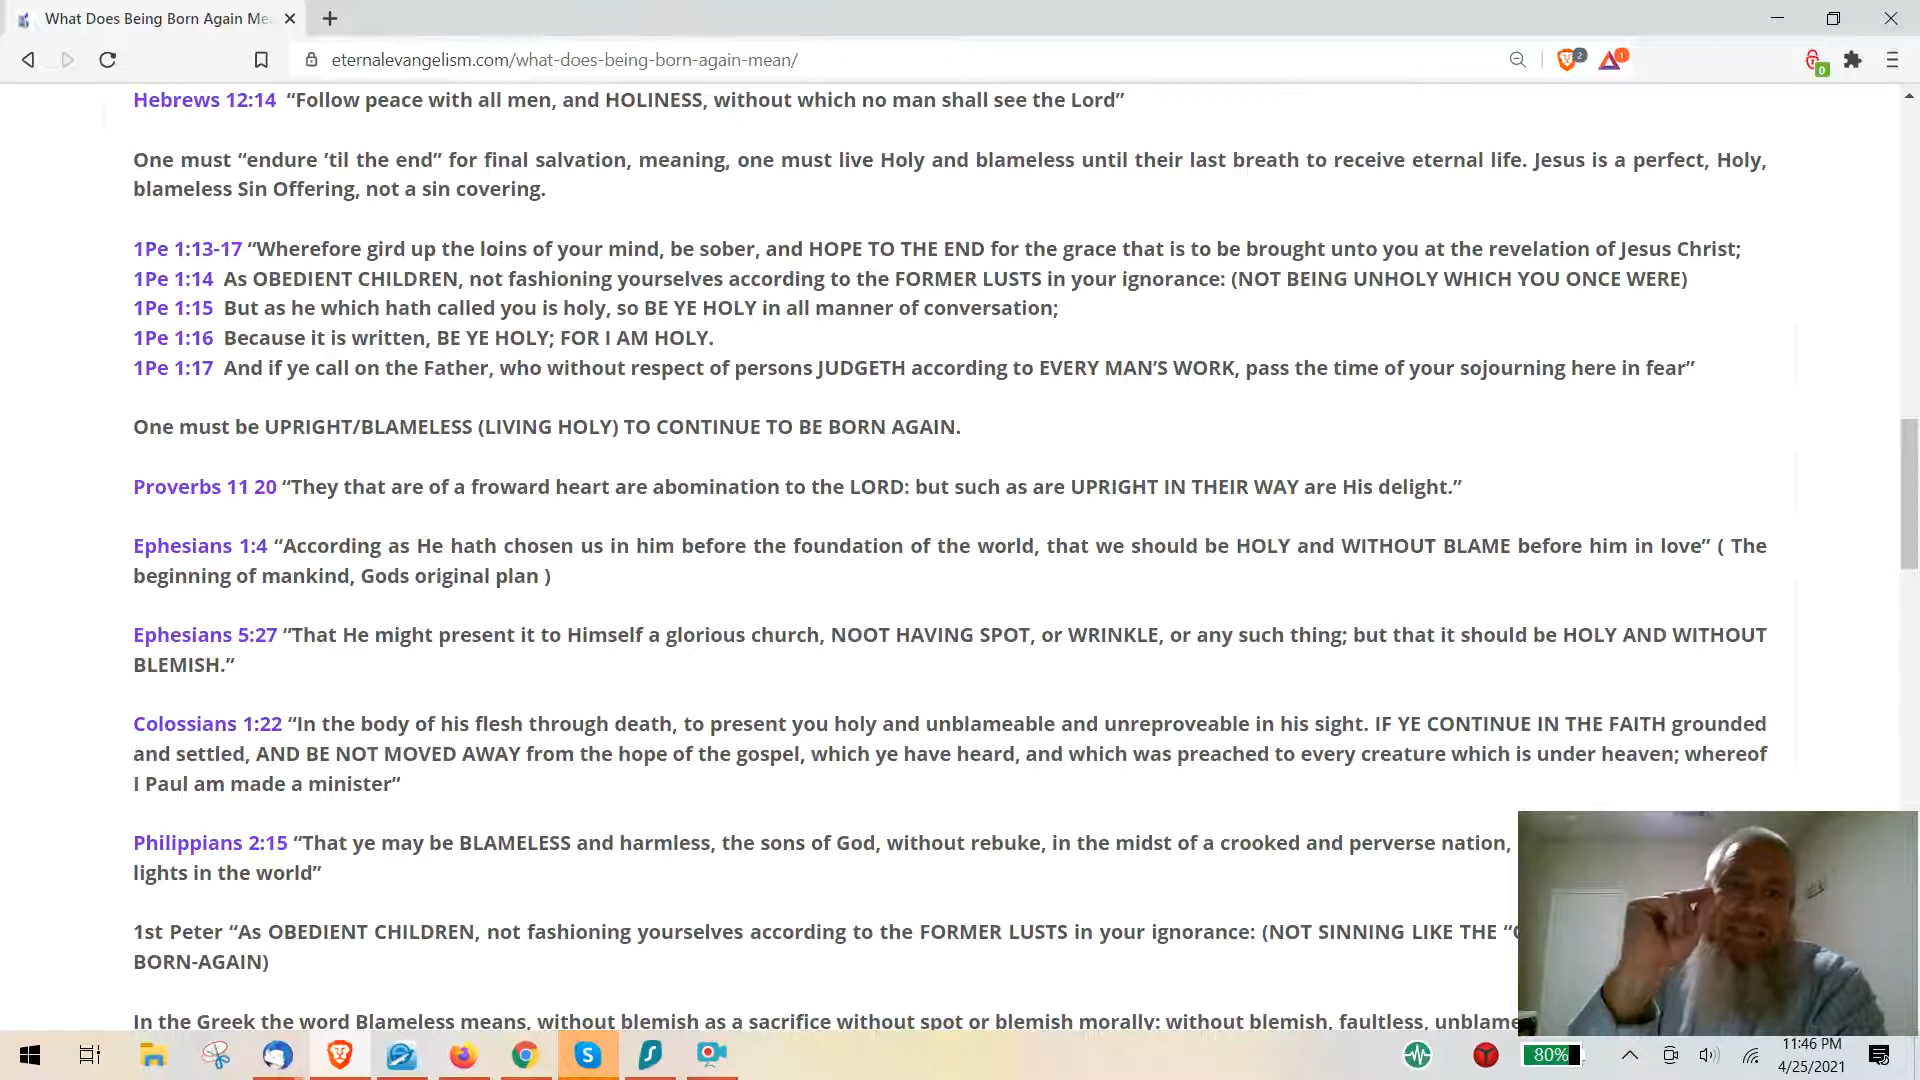 What Does Being Born Again Me
eternalevangelism.com/what-does-being-born-again-mean/
2
1
0
Hebrews 12:14 “Follow peace with all men, and HOLINESS, without which no man shall see the Lord”
One must “endure ’til the end” for final salvation, meaning, one must live Holy and blameless until their last breath to receive eternal life. Jesus is a perfect, Holy,
blameless Sin Offering, not a sin covering.
1Pe 1:13-17 “Wherefore gird up the loins of your mind, be sober, and HOPE TO THE END for the grace that is to be brought unto you at the revelation of Jesus Christ;
1Pe 1:14 As OBEDIENT CHILDREN, not fashioning yourselves according to the FORMER LUSTS in your ignorance: (NOT BEING UNHOLY WHICH YOU ONCE WERE)
1Pe 1:15 But as he which hath called you is holy, so BE YE HOLY in all manner of conversation;
1Pe 1:16 Because it is written, BE YE HOLY; FOR I AM HOLY.
1Pe 1:17 And if ye call on the Father, who without respect of persons JUDGETH according to EVERY MAN’S WORK, pass the time of your sojourning here in fear”
One must be UPRIGHT/BLAMELESS (LIVING HOLY) TO CONTINUE TO BE BORN AGAIN.
Proverbs 11 20 “They that are of a froward heart are abomination to the LORD: but such as are UPRIGHT IN THEIR WAY are His delight.”
Ephesians 1:4 “According as He hath chosen us in him before the foundation of the world, that we should be HOLY and WITHOUT BLAME before him in love” ( The
beginning of mankind, Gods original plan )
Ephesians 5:27 “That He might present it to Himself a glorious church, NOOT HAVING SPOT, or WRINKLE, or any such thing; but that it should be HOLY AND WITHOUT
BLEMISH.”
Colossians 1:22 “In the body of his flesh through death, to present you holy and unblameable and unreproveable in his sight. IF YE CONTINUE IN THE FAITH grounded
and settled, AND BE NOT MOVED AWAY from the hope of the gospel, which ye have heard, and which was preached to every creature which is under heaven; whereof
I Paul am made a minister”
Philippians 2:15 “That ye may be BLAMELESS and harmless, the sons of God, without rebuke, in the midst of a crooked and perverse nation,
lights in the world”
1st Peter “As OBEDIENT CHILDREN, not fashioning yourselves according to the FORMER LUSTS in your ignorance: (NOT SINNING LIKE THE “
BORN-AGAIN)
In the Greek the word Blameless means, without blemish as a sacrifice without spot or blemish morally: without blemish, faultless, unblame
80%
11:46 PM
4/25/2021